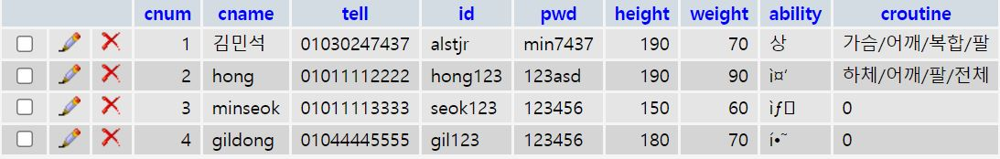 cnum cname tell id pwd height weight ability croutine
1 김민석 01030247437 alstjr min7437 190 70 상 가슴/어깨/복합/팔
2 hong 01011112222 hong123 123asd 190 90 ì¤‘ 하체/어깨/팔/전체
3 minseok 01011113333 seok123 123456 150 60 ìƒ 0
4 gildong 01044445555 gil123 123456 180 70 í•˜ 0